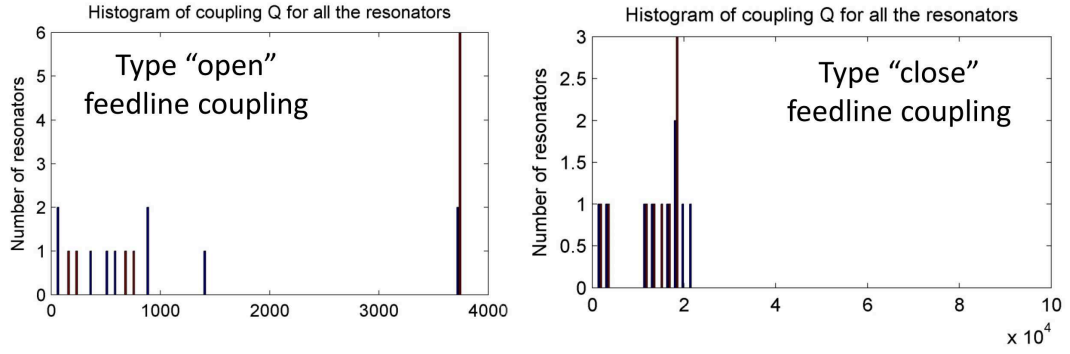 Histogram of coupling Q for all the resonators
Type “open”
feedline coupling
Number of resonators
6
5
4
3
2
1
0
0 1000 2000 3000 4000
Histogram of coupling Q for all the resonators
Type “close”
feedline coupling
Number of resonators
3
2.5
2
1.5
1
0.5
0
0 2 4 6 8 10
x 10⁴